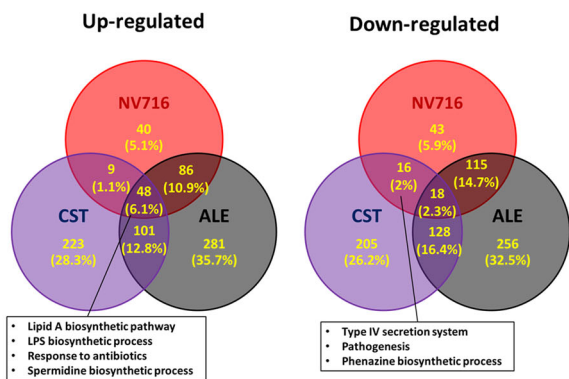 Up-regulated
NV716
40
(5.1%)
9
(1.1%)
86
(10.9%)
48
(6.1%)
CST
ALE
101
(12.8%)
223
(28.3%)
281
(35.7%)
• Lipid A biosynthetic pathway
• LPS biosynthetic process
• Response to antibiotics
• Spermidine biosynthetic process
Down-regulated
NV716
43
(5.9%)
16
(2%)
115
(14.7%)
18
(2.3%)
CST
ALE
128
(16.4%)
205
(26.2%)
256
(32.5%)
• Type IV secretion system
• Pathogenesis
• Phenazine biosynthetic process